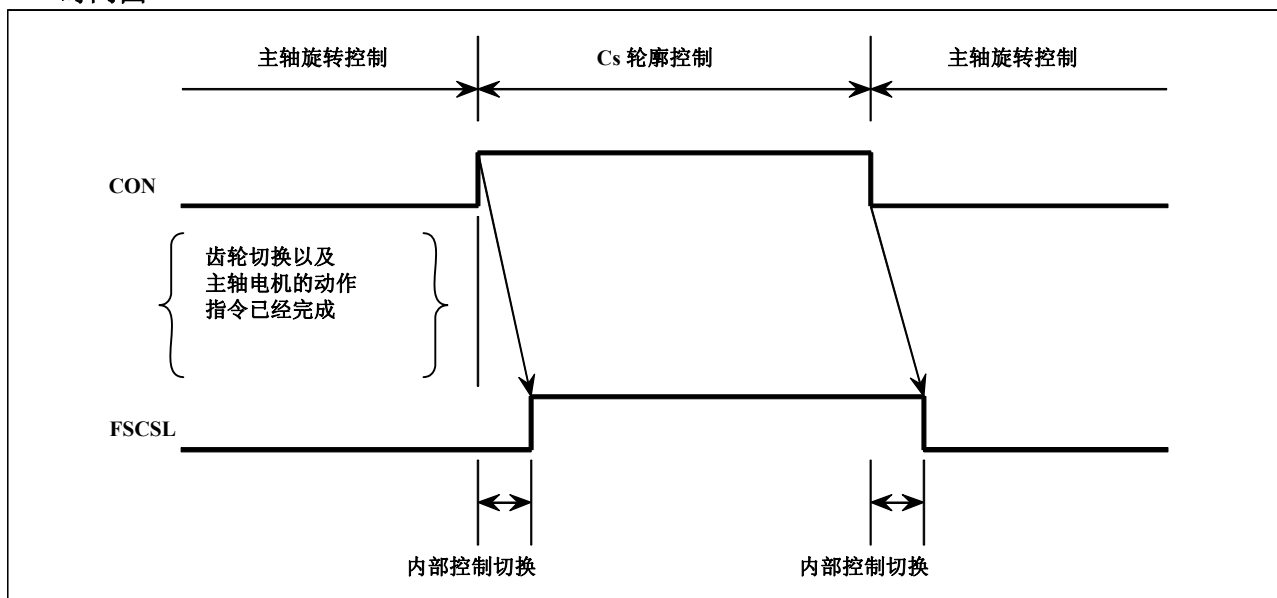 主轴旋转控制
Cs 轮廓控制
主轴旋转控制
CON
齿轮切换以及
主轴电机的动作
指令已经完成
FSCSL
内部控制切换
内部控制切换